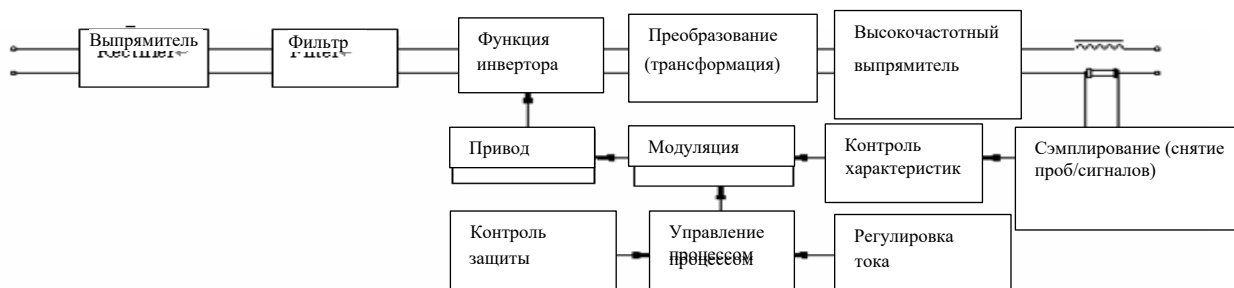 Выпрямитель
Rectifier
Фильтр
Filter
Функция
инвертора
Преобразование
(трансформация)
Высокочастотный
выпрямитель
Привод
Модуляция
Контроль
характеристик
Сэмплирование (снятие
проб/сигналов)
Контроль
защиты
Управление
процессом
процессом
Регулировка
тока